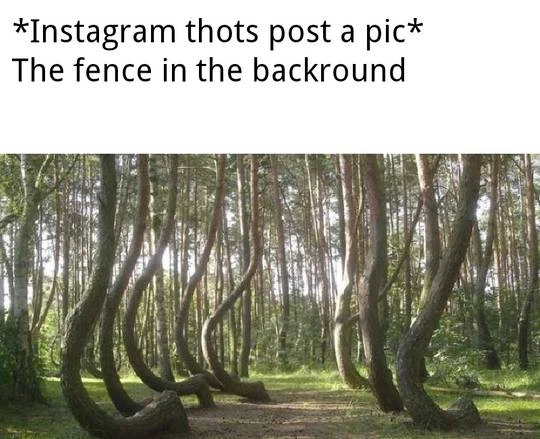 *Instagram thots post a pic*
The fence in the backround